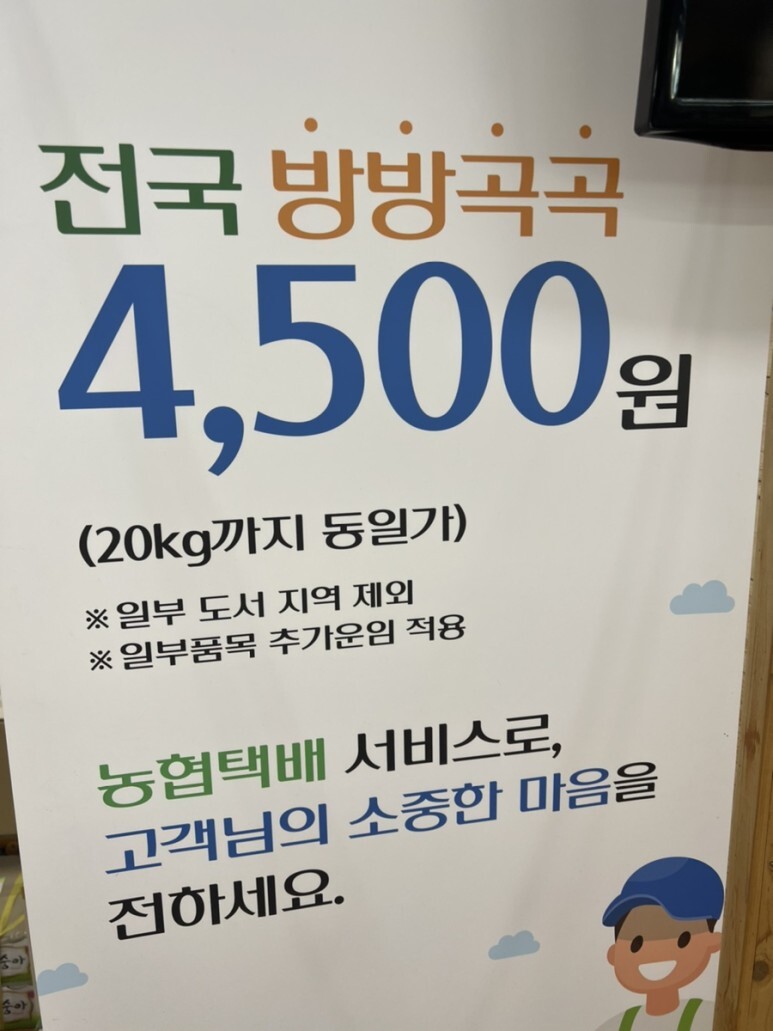 전국 방방곡곡
4,500원
(20kg까지 동일가)
※ 일부 도서 지역 제외
※ 일부품목 추가운임 적용
농협택배 서비스로,
고객님의 소중한 마음을
전하세요.